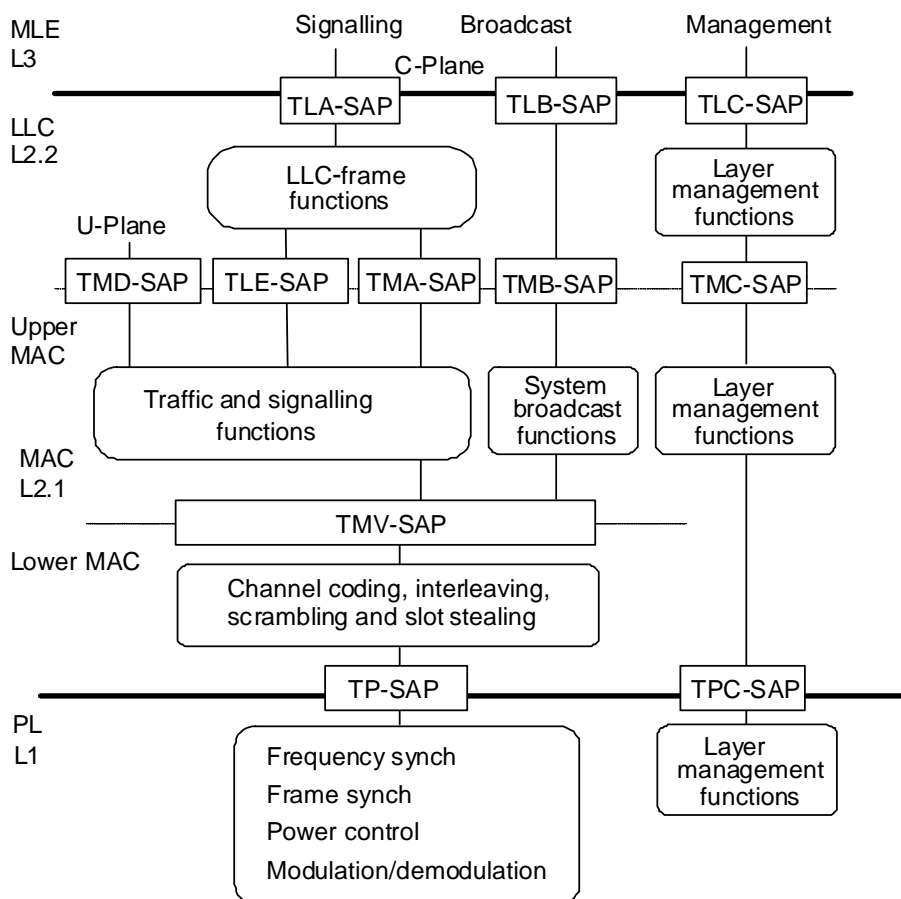 MLE
L3
Signalling
Broadcast
Management
C-Plane
TLA-SAP
TLB-SAP
TLC-SAP
LLC
L2.2
LLC-frame
functions
Layer
management
functions
U-Plane
TMD-SAP
TLE-SAP
TMA-SAP
TMB-SAP
TMC-SAP
Upper
MAC
Traffic and signalling
functions
System
broadcast
functions
Layer
management
functions
MAC
L2.1
TMV-SAP
Lower MAC
Channel coding, interleaving,
scrambling and slot stealing
TP-SAP
TPC-SAP
PL
L1
Frequency synch
Frame synch
Power control
Modulation/demodulation
Layer
management
functions